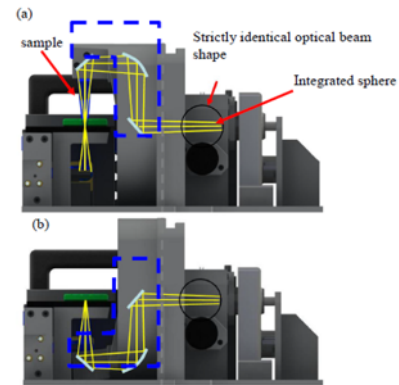 (a)
sample
Strictly identical optical beam
shape
Integrated sphere
(b)